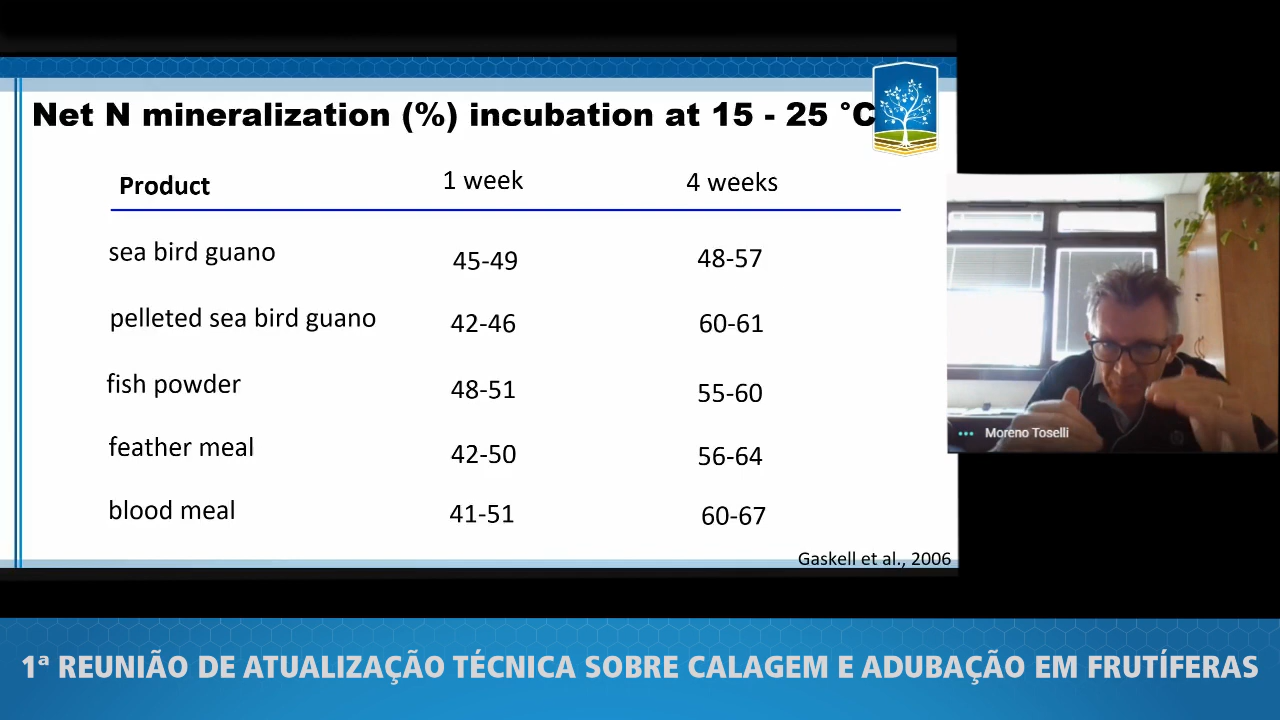 Net N mineralization (%) incubation at 15 - 25 °C
Product 1 week 4 weeks
sea bird guano 45-49 48-57
pelleted sea bird guano 42-46 60-61
fish powder 48-51 55-60
feather meal 42-50 56-64
blood meal 41-51 60-67
Gaskell et al., 2006
Moreno Toselli
1ª REUNIÃO DE ATUALIZAÇÃO TÉCNICA SOBRE CALAGEM E ADUBAÇÃO EM FRUTÍFERAS